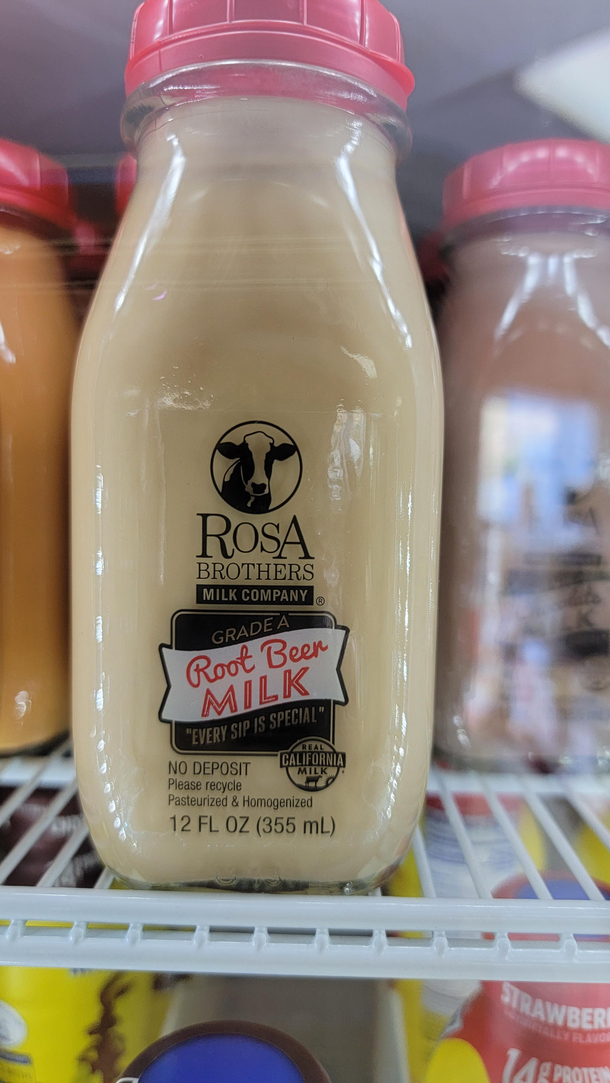 ROSA
BROTHERS
MILK COMPANY ®
GRADE A
Root Beer
MILK
"EVERY SIP IS SPECIAL"
REAL
CALIFORNIA
MILK
NO DEPOSIT
Please recycle
Pasteurized & Homogenized
12 FL OZ (355 mL)
14g PROTEIN